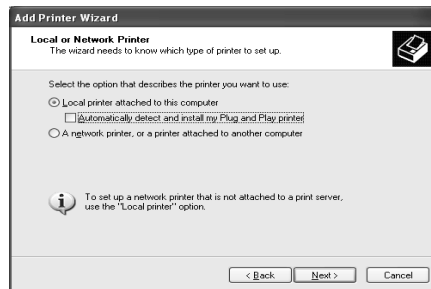 Add Printer Wizard
Local or Network Printer
The wizard needs to know which type of printer to set up.
Select the option that describes the printer you want to use:
Local printer attached to this computer
Automatically detect and install my Plug and Play printer
A network printer, or a printer attached to another computer
To set up a network printer that is not attached to a print server,
use the "Local printer" option.
< Back
Next >
Cancel